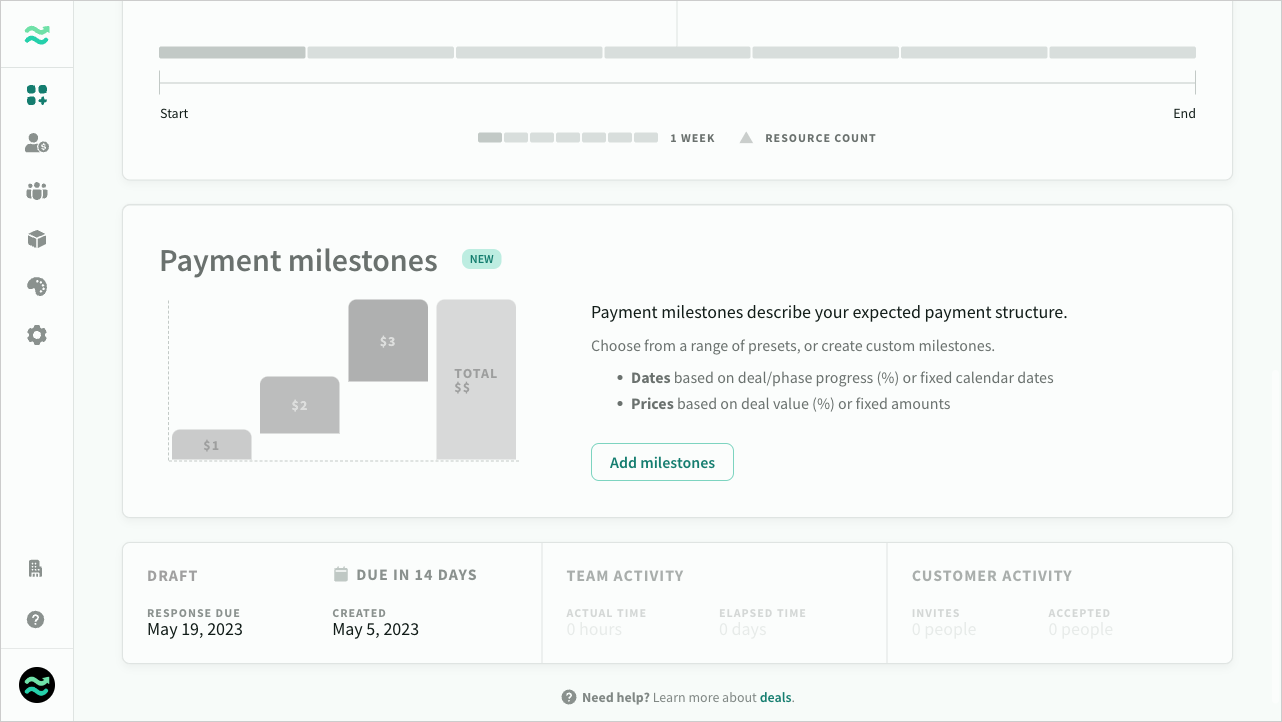 Start
End
1 WEEK
RESOURCE COUNT
Payment milestones
NEW
$1
$2
$3
TOTAL
$$
Payment milestones describe your expected payment structure.
Choose from a range of presets, or create custom milestones.
• Dates based on deal/phase progress (%) or fixed calendar dates
• Prices based on deal value (%) or fixed amounts
Add milestones
DRAFT
DUE IN 14 DAYS
RESPONSE DUE
May 19, 2023
CREATED
May 5, 2023
TEAM ACTIVITY
ACTUAL TIME
0 hours
ELAPSED TIME
0 days
CUSTOMER ACTIVITY
INVITES
0 people
ACCEPTED
0 people
Need help? Learn more about deals.